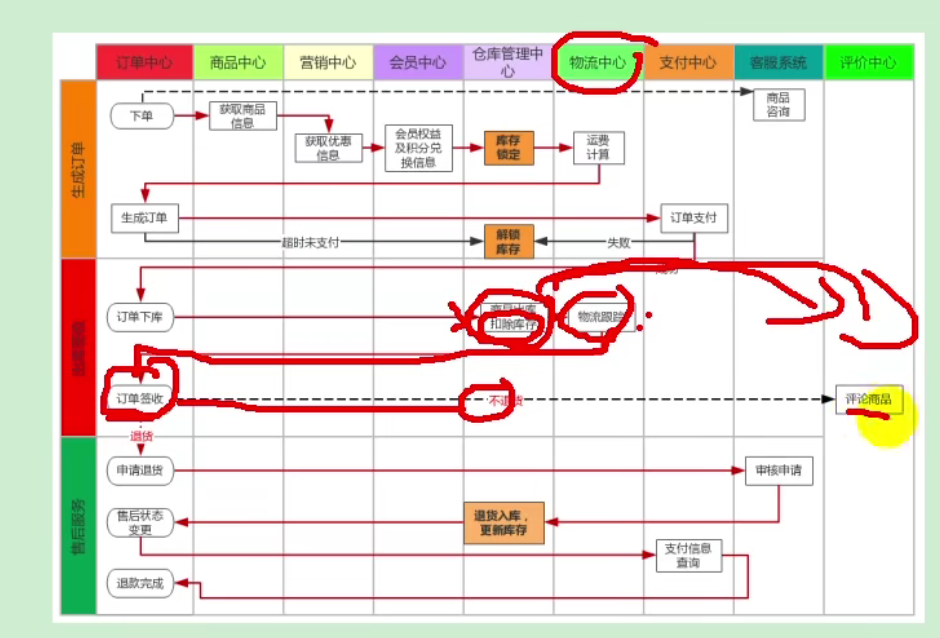 订单中心
商品中心
营销中心
会员中心
仓库管理中
心
物流中心
支付中心
客服系统
评价中心
生成订单
下单
获取商品
信息
获取优惠
信息
会员权益
及积分兑
换信息
库存
锁定
运费
计算
商品
咨询
生成订单
订单支付
超时未支付
解锁
库存
失败
订单下库
扣除库存
物流跟踪
订单签收
不退货
评论商品
退货
售后服务
申请退货
审核申请
售后状态
变更
退货入库，
更新库存
支付信息
查询
退款完成